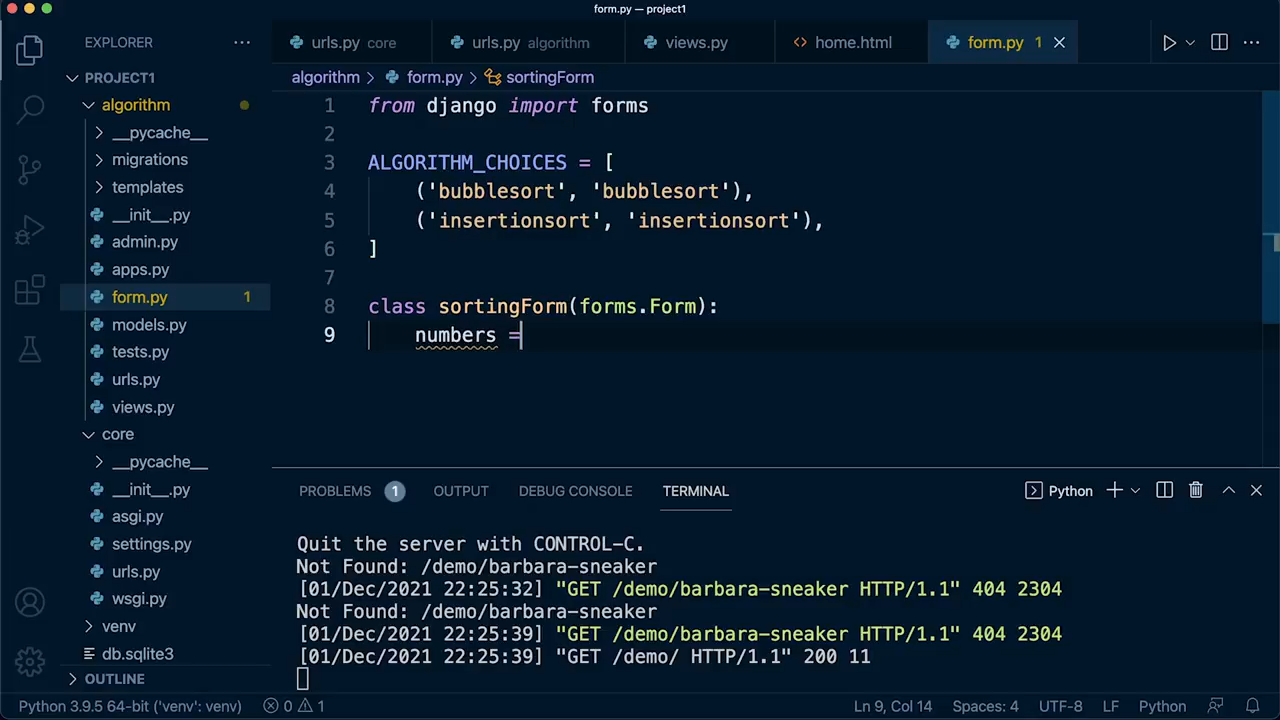 form.py — project1
EXPLORER
urls.py core
urls.py algorithm
views.py
home.html
form.py 1
PROJECT1
algorithm > form.py > sortingForm
algorithm
__pycache__
migrations
templates
__init__.py
admin.py
apps.py
form.py 1
models.py
tests.py
urls.py
views.py
core
__pycache__
__init__.py
asgi.py
settings.py
urls.py
wsgi.py
venv
db.sqlite3
OUTLINE
1 from django import forms
2
3 ALGORITHM_CHOICES = [
4 ('bubblesort', 'bubblesort'),
5 ('insertionsort', 'insertionsort'),
6 ]
7
8 class sortingForm(forms.Form):
9 numbers =
PROBLEMS 1 OUTPUT DEBUG CONSOLE TERMINAL
Python
Quit the server with CONTROL-C.
Not Found: /demo/barbara-sneaker
[01/Dec/2021 22:25:32] "GET /demo/barbara-sneaker HTTP/1.1" 404 2304
Not Found: /demo/barbara-sneaker
[01/Dec/2021 22:25:39] "GET /demo/barbara-sneaker HTTP/1.1" 404 2304
[01/Dec/2021 22:25:39] "GET /demo/ HTTP/1.1" 200 11
Python 3.9.5 64-bit ('venv': venv) 0 1 Ln 9, Col 14 Spaces: 4 UTF-8 LF Python